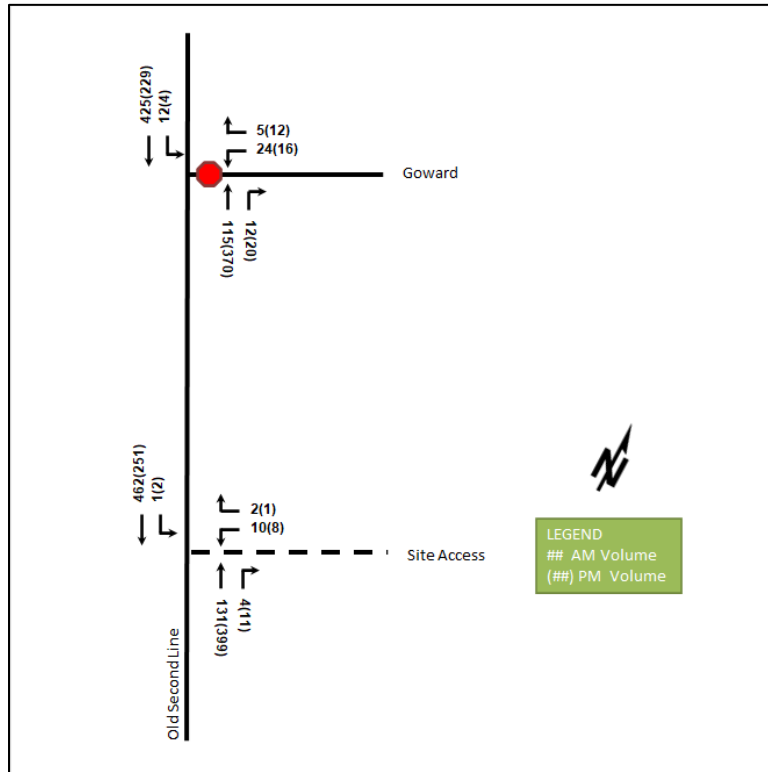 425(229)
12(4)
5(12)
24(16)
Goward
115(370)
12(20)
462(251)
1(2)
2(1)
10(8)
Site Access
131(399)
4(11)
Old Second Line
N
LEGEND
## AM Volume
(##) PM Volume